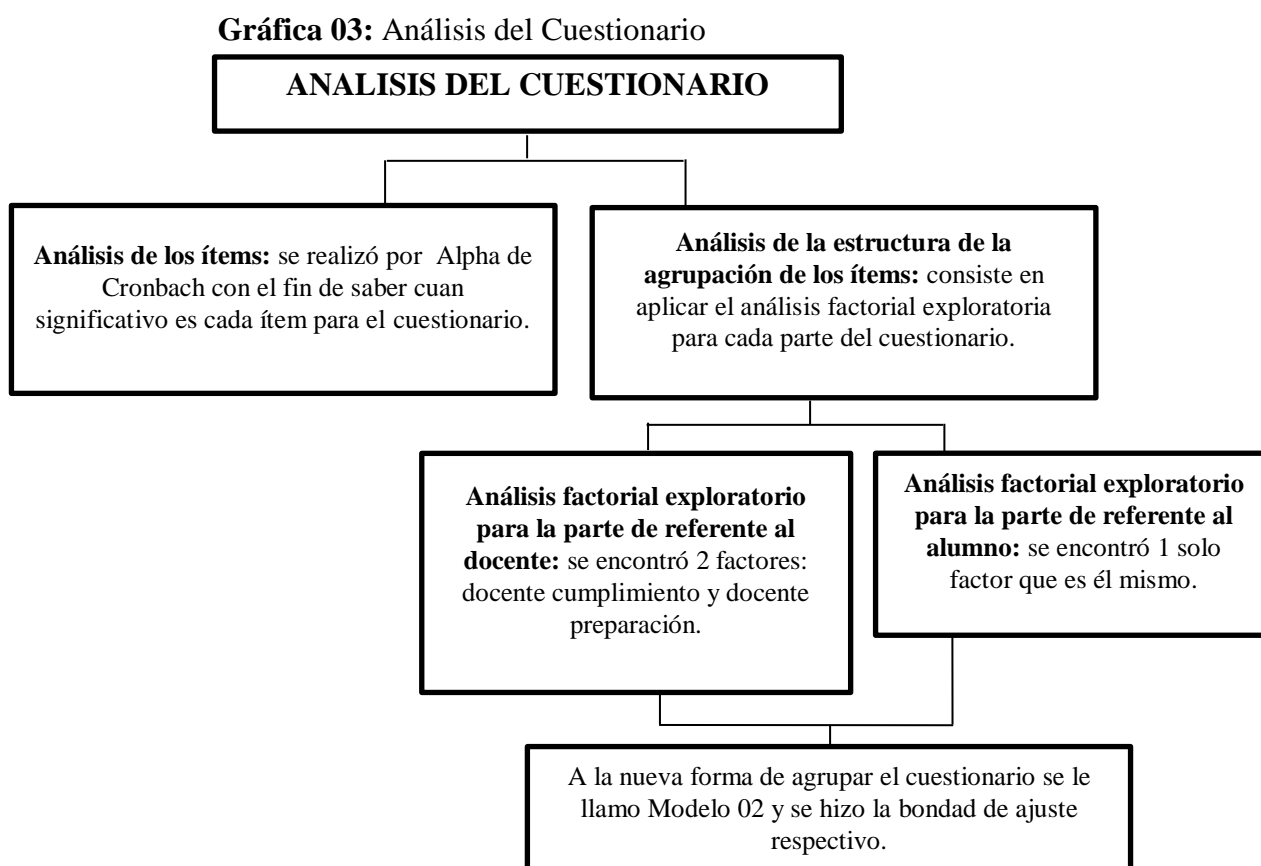 Gráfica 03: Análisis del Cuestionario
ANALISIS DEL CUESTIONARIO
Análisis de los ítems: se realizó por Alpha de
Cronbach con el fin de saber cuan
significativo es cada ítem para el cuestionario.
Análisis de la estructura de la
agrupación de los ítems: consiste en
aplicar el análisis factorial exploratoria
para cada parte del cuestionario.
Análisis factorial exploratorio
para la parte de referente al
docente: se encontró 2 factores:
docente cumplimiento y docente
preparación.
Análisis factorial exploratorio
para la parte de referente al
alumno: se encontró 1 solo
factor que es él mismo.
A la nueva forma de agrupar el cuestionario se le
llamo Modelo 02 y se hizo la bondad de ajuste
respectivo.